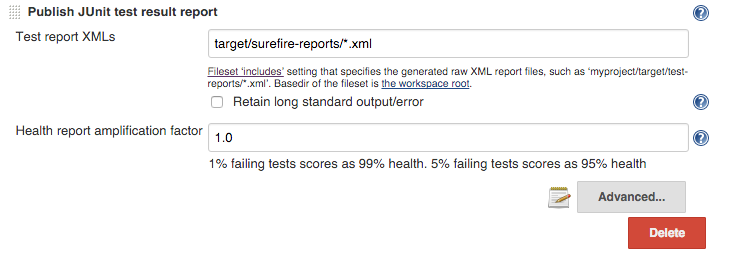 Publish JUnit test result report
Test report XMLs
target/surefire-reports/*.xml
Fileset 'includes' setting that specifies the generated raw XML report files, such as 'myproject/target/test-
reports/*.xml'. Basedir of the fileset is the workspace root.
Retain long standard output/error
Health report amplification factor
1.0
1% failing tests scores as 99% health. 5% failing tests scores as 95% health
Advanced...
Delete